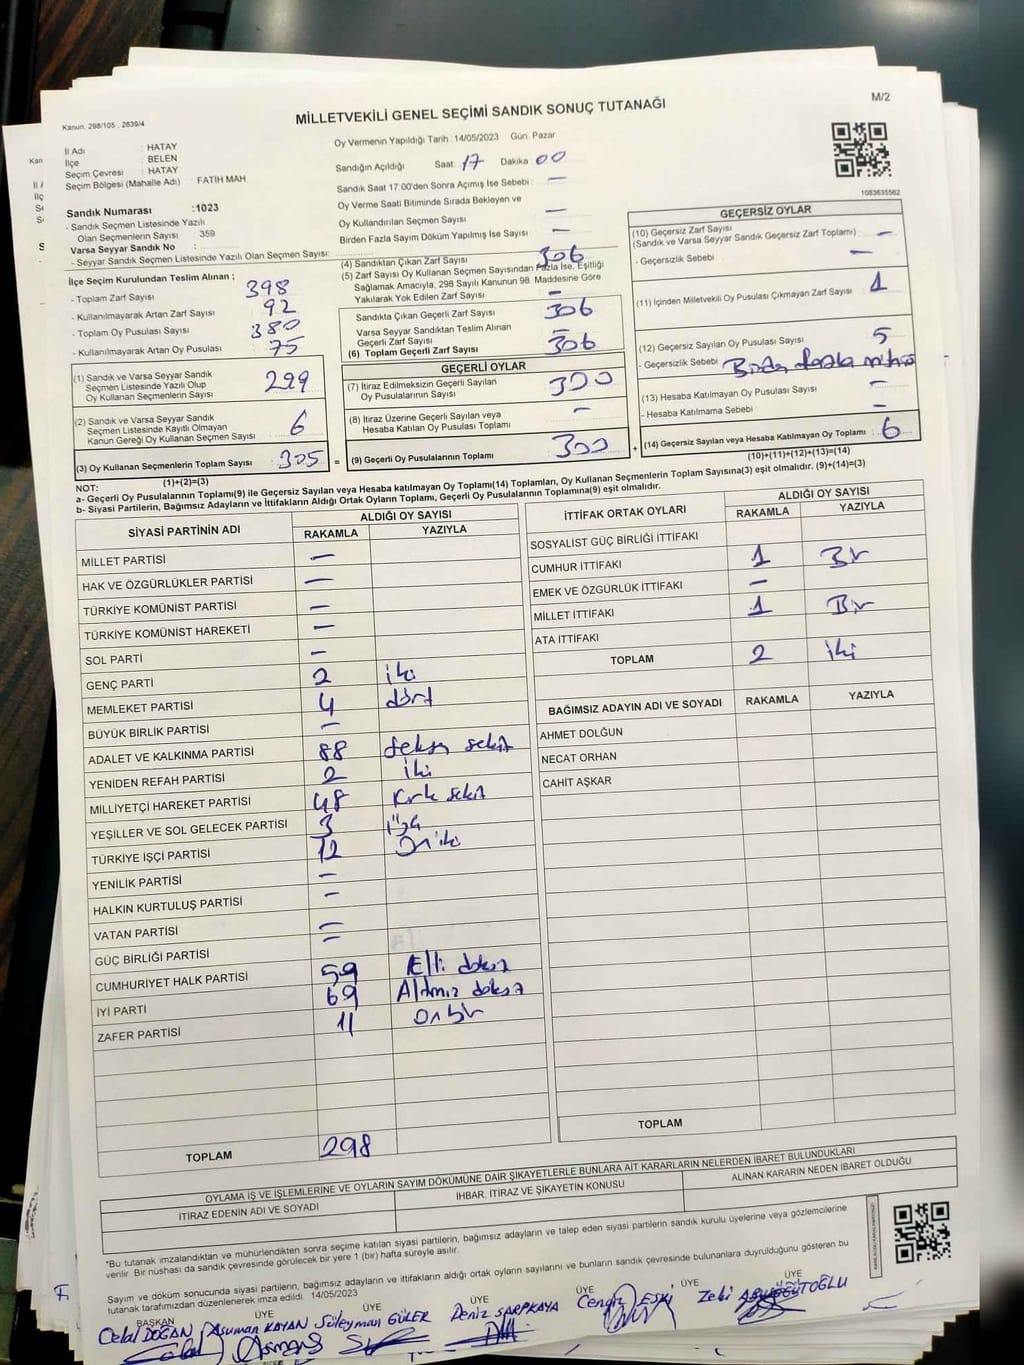 Kanun. 298/105 , 2839/4
MİLLETVEKİLİ GENEL SEÇİMİ SANDIK SONUÇ TUTANAĞI
M/2
İl Adı : HATAY
İlçe : BELEN
Seçim Çevresi : HATAY
Seçim Bölgesi (Mahalle Adı) : FATİH MAH.
Sandık Numarası :1023
- Sandık Seçmen Listesinde Yazılı
Olan Seçmenlerin Sayısı 359
Varsa Seyyar Sandık No :
- Seyyar Sandık Seçmen Listesinde Yazılı Olan Seçmen Sayısı:
Oy Vermenin Yapıldığı Tarih :14/05/2023 Gün: Pazar
Sandığın Açıldığı Saat: 17 Dakika 00
Sandık Saat 17:00'den Sonra Açımış İse Sebebi : —
Oy Verme Saati Bitiminde Sırada Bekleyen ve
Oy Kullandırılan Seçmen Sayısı —
Birden Fazla Sayım Döküm Yapılmış İse Sayısı —
1083635562
İlçe Seçim Kurulundan Teslim Alınan ;
- Toplam Zarf Sayısı 398
- Kullanılmayarak Artan Zarf Sayısı 92
- Toplam Oy Pusulası Sayısı 380
- Kullanılmayarak Artan Oy Pusulası 75
(1) Sandık ve Varsa Seyyar Sandık
Seçmen Listesinde Yazılı Olup
Oy Kullanan Seçmenlerin Sayısı 299
(2) Sandık ve Varsa Seyyar Sandık
Seçmen Listesinde Kayıtlı Olmayan
Kanun Gereği Oy Kullanan Seçmen Sayısı 6
(3) Oy Kullanan Seçmenlerin Toplam Sayısı 305
(1)+(2)=(3)
(4) Sandıktan Çıkan Zarf Sayısı 306
(5) Zarf Sayısı Oy Kullanan Seçmen Sayısından Fazla İse, Eşitliği
Sağlamak Amacıyla, 298 Sayılı Kanunun 98. Maddesine Göre
Yakılarak Yok Edilen Zarf Sayısı —
Sandıkta Çıkan Geçerli Zarf Sayısı 306
Varsa Seyyar Sandıktan Teslim Alınan
Geçerli Zarf Sayısı —
(6) Toplam Geçerli Zarf Sayısı 306
GEÇERLİ OYLAR
(7) İtiraz Edilmeksizin Geçerli Sayılan
Oy Pusulalarının Sayısı 300
(8) İtiraz Üzerine Geçerli Sayılan veya
Hesaba Katılan Oy Pusulası Toplamı —
= (9) Geçerli Oy Pusulalarının Toplamı 300 +
GEÇERSİZ OYLAR
(10) Geçersiz Zarf Sayısı
(Sandık ve Varsa Seyyar Sandık Geçersiz Zarf Toplamı) —
- Geçersizlik Sebebi —
(11) İçinden Milletvekili Oy Pusulası Çıkmayan Zarf Sayısı 1
(12) Geçersiz Sayılan Oy Pusulası Sayısı 5
- Geçersizlik Sebebi Birden fazla mühür
(13) Hesaba Katılmayan Oy Pusulası Sayısı —
- Hesaba Katılmama Sebebi —
(14) Geçersiz Sayılan veya Hesaba Katılmayan Oy Toplamı 6
(10)+(11)+(12)+(13)=(14)
NOT:
a- Geçerli Oy Pusulalarının Toplamı(9) ile Geçersiz Sayılan veya Hesaba katılmayan Oy Toplamı(14) Toplamları, Oy Kullanan Seçmenlerin Toplam Sayısına(3) eşit olmalıdır. (9)+(14)=(3)
b- Siyasi Partilerin, Bağımsız Adayların ve İttifakların Aldığı Ortak Oyların Toplamı, Geçerli Oy Pusulalarının Toplamına(9) eşit olmalıdır.
SİYASİ PARTİNİN ADI ALDIĞI OY SAYISI
RAKAMLA YAZIYLA
MİLLET PARTİSİ —
HAK VE ÖZGÜRLÜKLER PARTİSİ —
TÜRKİYE KOMÜNİST PARTİSİ —
TÜRKİYE KOMÜNİST HAREKETİ —
SOL PARTİ —
GENÇ PARTİ 2 iki
MEMLEKET PARTİSİ 4 dört
BÜYÜK BİRLİK PARTİSİ —
ADALET VE KALKINMA PARTİSİ 88 Seksen sekiz
YENİDEN REFAH PARTİSİ 2 iki
MİLLİYETÇİ HAREKET PARTİSİ 48 Kırk sekiz
YEŞİLLER VE SOL GELECEK PARTİSİ 3 üç
TÜRKİYE İŞÇİ PARTİSİ 12 On iki
YENİLİK PARTİSİ —
HALKIN KURTULUŞ PARTİSİ —
VATAN PARTİSİ —
GÜÇ BİRLİĞİ PARTİSİ —
CUMHURİYET HALK PARTİSİ 59 Elli dokuz
İYİ PARTİ 69 Altmış dokuz
ZAFER PARTİSİ 11 On bir
TOPLAM 298
İTTİFAK ORTAK OYLARI ALDIĞI OY SAYISI
RAKAMLA YAZIYLA
SOSYALİST GÜÇ BİRLİĞİ İTTİFAKI
CUMHUR İTTİFAKI 1 Bir
EMEK VE ÖZGÜRLÜK İTTİFAKI —
MİLLET İTTİFAKI 1 Bir
ATA İTTİFAKI
TOPLAM 2 iki
BAĞIMSIZ ADAYIN ADI VE SOYADI RAKAMLA YAZIYLA
AHMET DOLĞUN
NECAT ORHAN
CAHİT AŞKAR
TOPLAM
OYLAMA İŞ VE İŞLEMLERİNE VE OYLARIN SAYIM DÖKÜMÜNE DAİR ŞİKAYETLERLE BUNLARA AİT KARARLARIN NELERDEN İBARET BULUNDUKLARI
İTİRAZ EDENİN ADI VE SOYADI İHBAR, İTİRAZ VE ŞİKAYETİN KONUSU ALINAN KARARIN NEDEN İBARET OLDUĞU
"Bu tutanak imzalandıktan ve mühürlendikten sonra seçime katılan siyasi partilerin, bağımsız adayların ve talep eden siyasi partilerin sandık kurulu üyelerine veya gözlemcilerine
verilir. Bir nüshası da sandık çevresinde görülecek bir yere 1 (bir) hafta süreyle asılır.
Sayım ve döküm sonucunda siyasi partilerin, bağımsız adayların ve ittifakların aldığı ortak oyların sayılarını ve bunların sandık çevresinde bulunanlara duyrulduğunu gösteren bu
tutanak tarafımızdan düzenlenerek imza edildi. 14/05/2023
BAŞKAN ÜYE ÜYE ÜYE ÜYE ÜYE
Celal DOĞAN Asuman KAYAN Süleyman GÜLER Deniz SARPKAYA Cengiz ESKİ Zeki